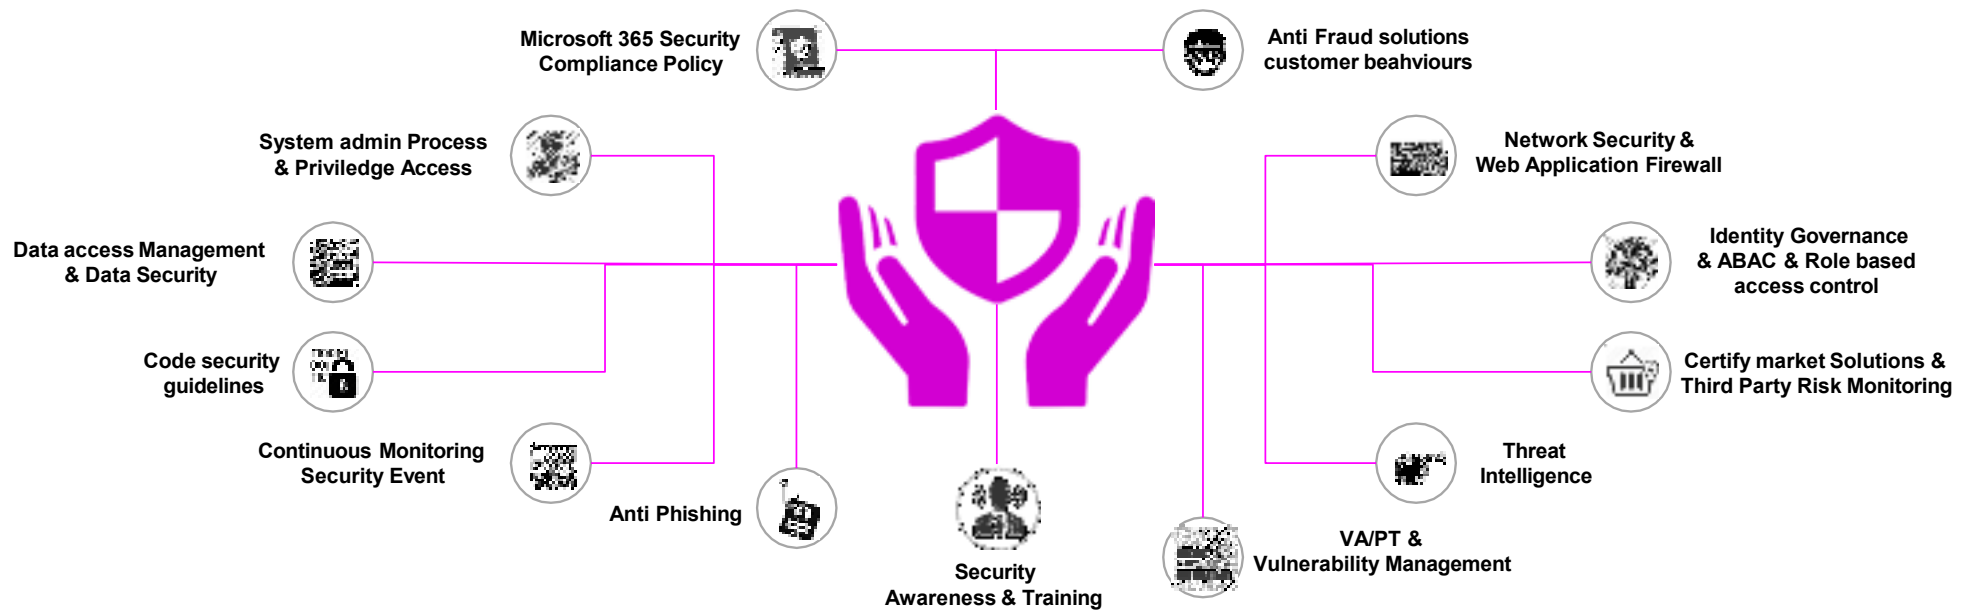 Microsoft 365 Security
Compliance Policy
Anti Fraud solutions
customer beahviours
System admin Process
& Priviledge Access
Network Security &
Web Application Firewall
Data access Management
& Data Security
Identity Governance
& ABAC & Role based
access control
Code security
guidelines
Certify market Solutions &
Third Party Risk Monitoring
Continuous Monitoring
Security Event
Threat
Intelligence
Anti Phishing
VA/PT &
Vulnerability Management
Security
Awareness & Training